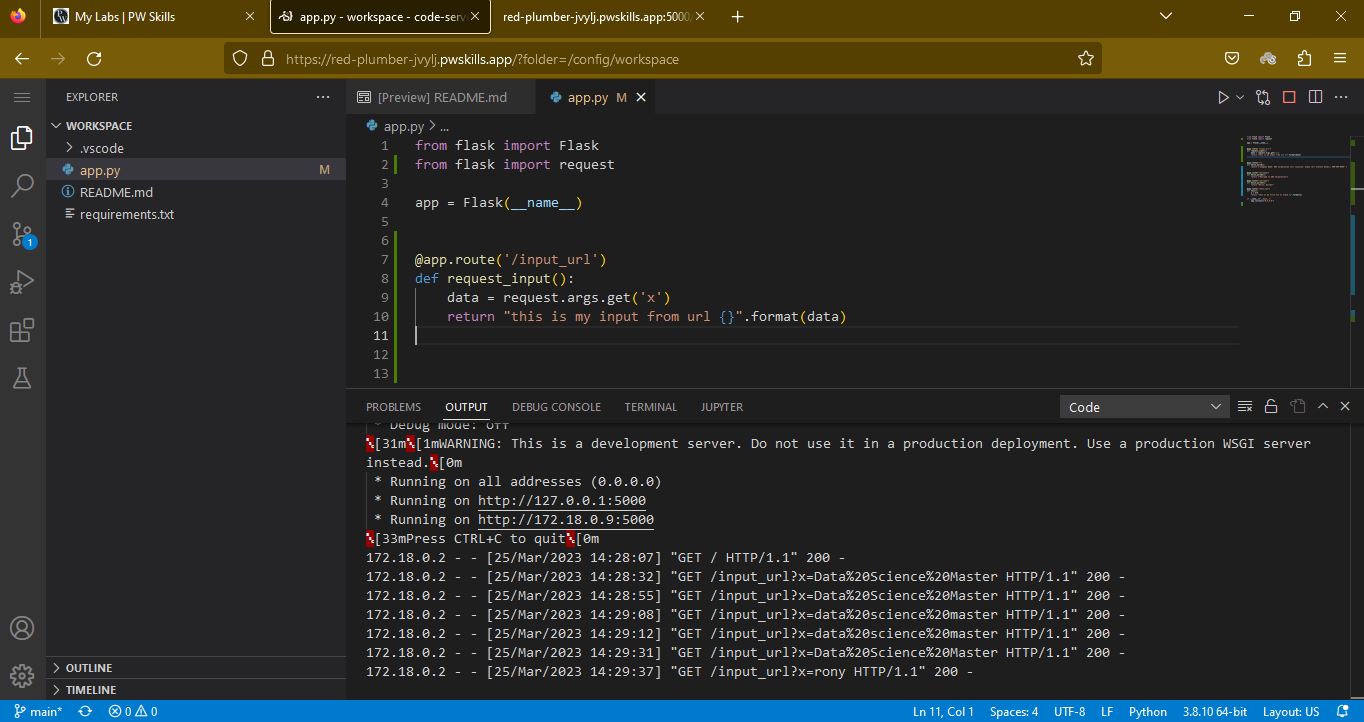 My Labs | PW Skills
app.py - workspace - code-serv
red-plumber-jvylj.pwskills.app:5000/
https://red-plumber-jvylj.pwskills.app/?folder=/config/workspace
EXPLORER
[Preview] README.md
app.py M
WORKSPACE
.vscode
app.py M
README.md
requirements.txt
1
app.py > ...
1 from flask import Flask
2 from flask import request
3
4 app = Flask(__name__)
5
6
7 @app.route('/input_url')
8 def request_input():
9 data = request.args.get('x')
10 return "this is my input from url {}".format(data)
11
12
13
PROBLEMS OUTPUT DEBUG CONSOLE TERMINAL JUPYTER Code
* Debug mode: off
[31m[1mWARNING: This is a development server. Do not use it in a production deployment. Use a production WSGI server
instead.[0m
* Running on all addresses (0.0.0.0)
* Running on http://127.0.0.1:5000
* Running on http://172.18.0.9:5000
[33mPress CTRL+C to quit[0m
172.18.0.2 - - [25/Mar/2023 14:28:07] "GET / HTTP/1.1" 200 -
172.18.0.2 - - [25/Mar/2023 14:28:32] "GET /input_url?x=Data%20Science%20Master HTTP/1.1" 200 -
172.18.0.2 - - [25/Mar/2023 14:28:55] "GET /input_url?x=Data%20Science%20Master HTTP/1.1" 200 -
172.18.0.2 - - [25/Mar/2023 14:29:08] "GET /input_url?x=data%20science%20master HTTP/1.1" 200 -
172.18.0.2 - - [25/Mar/2023 14:29:12] "GET /input_url?x=data%20science%20master HTTP/1.1" 200 -
172.18.0.2 - - [25/Mar/2023 14:29:31] "GET /input_url?x=Data%20Science%20Master HTTP/1.1" 200 -
172.18.0.2 - - [25/Mar/2023 14:29:37] "GET /input_url?x=rony HTTP/1.1" 200 -
OUTLINE
TIMELINE
main* 0 0 Ln 11, Col 1 Spaces: 4 UTF-8 LF Python 3.8.10 64-bit Layout: US